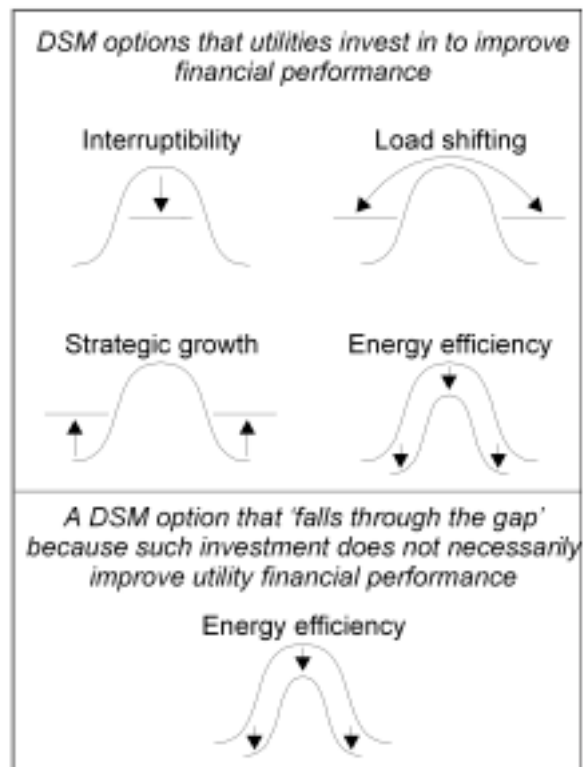 DSM options that utilities invest in to improve
financial performance
Interruptibility
Load shifting
Strategic growth
Energy efficiency
A DSM option that 'falls through the gap'
because such investment does not necessarily
improve utility financial performance
Energy efficiency